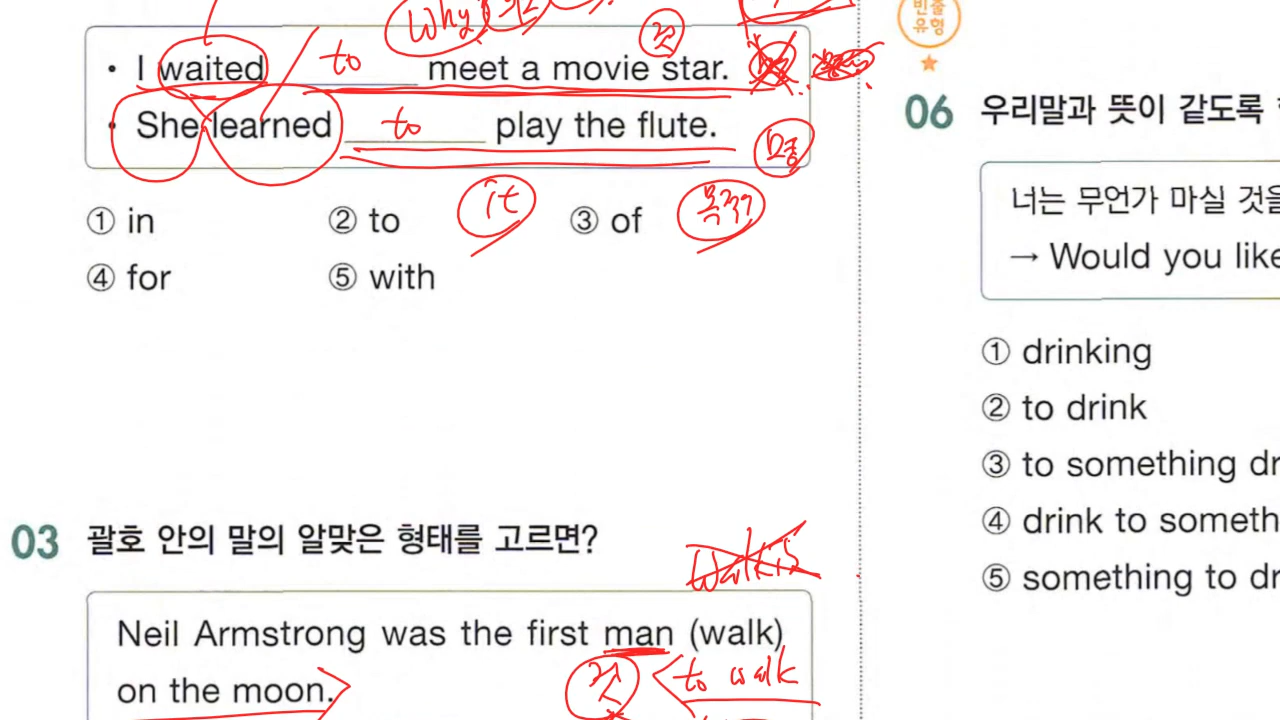 why
것
• I waited to meet a movie star.
• She learned to play the flute.
it
① in ② to ③ of
④ for ⑤ with
03 괄호 안의 말의 알맞은 형태를 고르면?
Neil Armstrong was the first man (walk)
on the moon.
것
to walk
빈출
유형
06 우리말과 뜻이 같도록
너는 무언가 마실 것을
→ Would you like
① drinking
② to drink
③ to something dr
④ drink to someth
⑤ something to dr